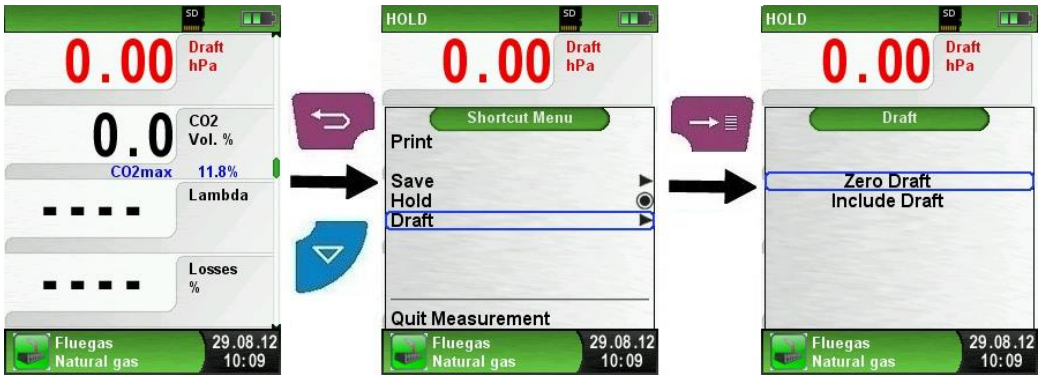 SD
0.00 Draft
hPa
0.0 CO2
Vol. %
CO2max 11.8%
---- Lambda
---- Losses
%
Fluegas 29.08.12
Natural gas 10:09
HOLD SD
0.00 Draft
hPa
Shortcut Menu
Print
Save
Hold
Draft
Quit Measurement
Fluegas 29.08.12
Natural gas 10:09
HOLD SD
0.00 Draft
hPa
Draft
Zero Draft
Include Draft
Fluegas 29.08.12
Natural gas 10:09